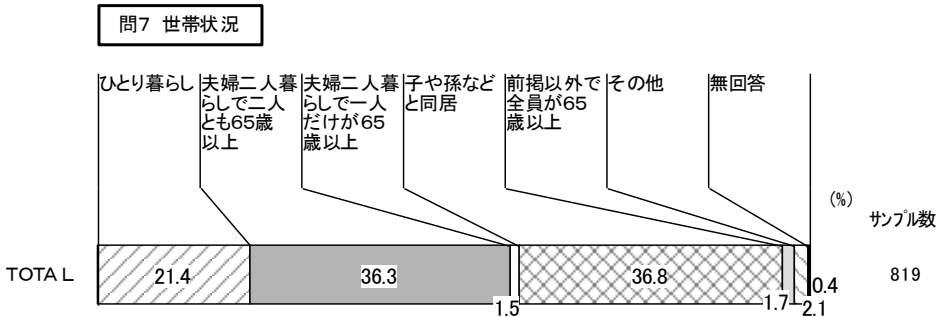 問7 世帯状況
ひとり暮らし
夫婦二人暮
らしで二人
とも65歳
以上
夫婦二人暮
らしで一人
だけが65
歳以上
子や孫など
と同居
前掲以外で
全員が65
歳以上
その他
無回答
(%)
サンプル数
TOTAL
21.4
36.3
1.5
36.8
1.7
2.1
0.4
819